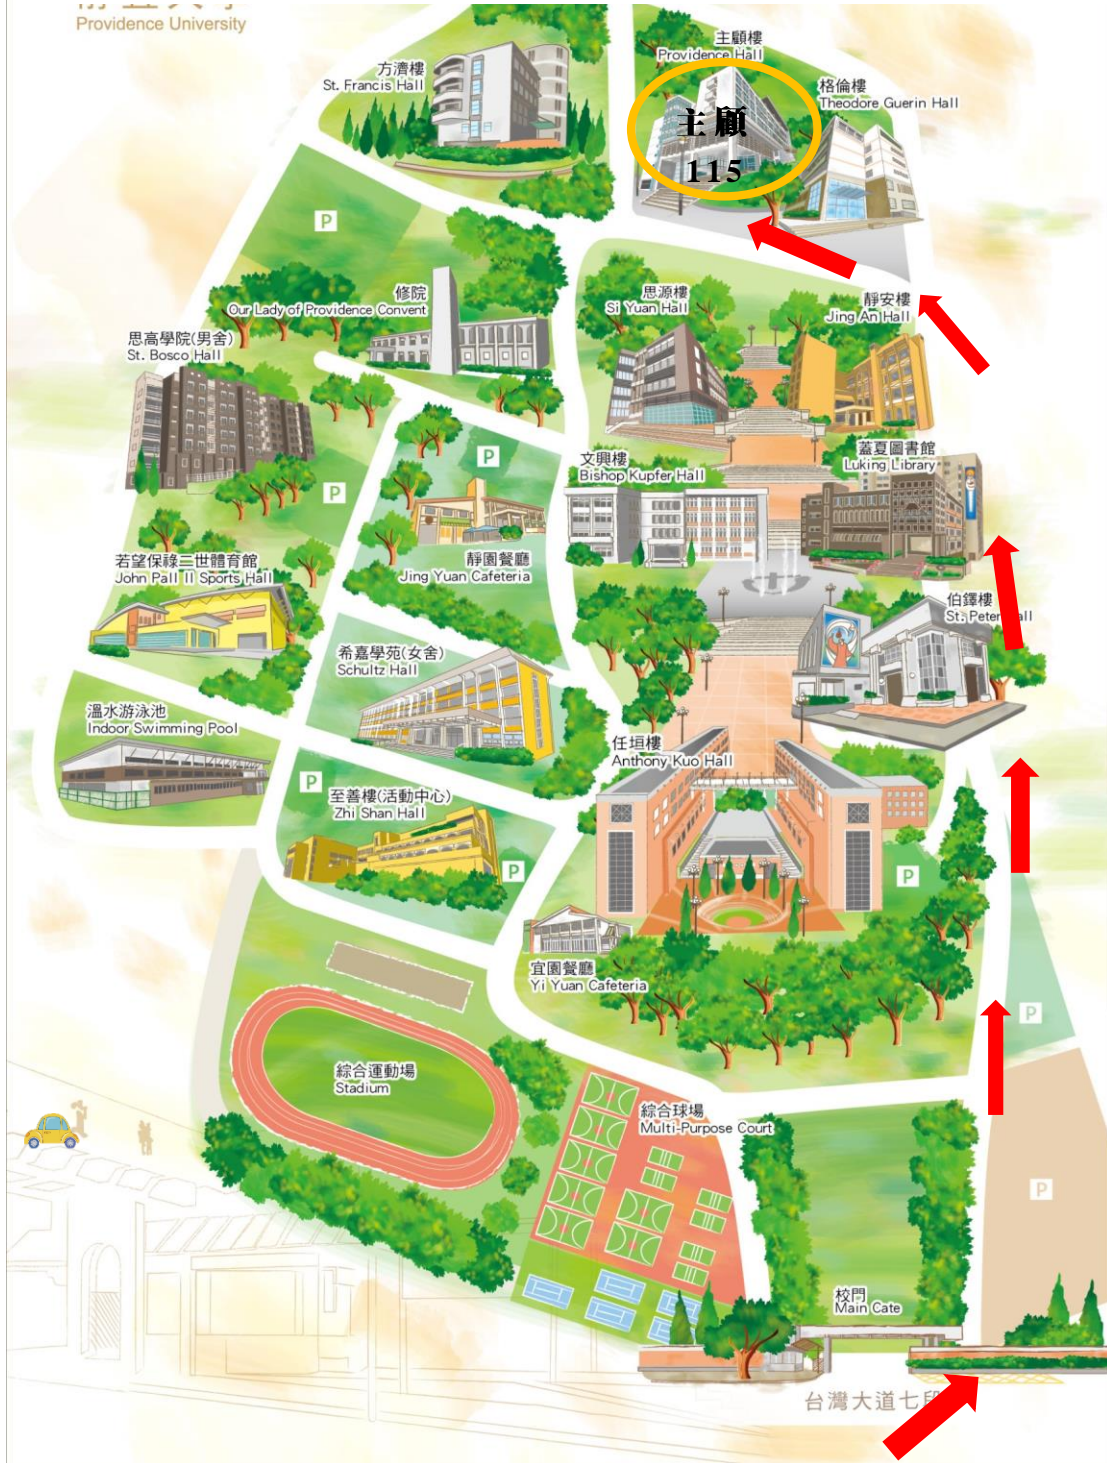 Providence University
主顧樓
Providence Hall
方濟樓
St. Francis Hall
格倫樓
Theodore Guerin Hall
主顧
115
P
修院
Our Lady of Providence Convent
思源樓
Si Yuan Hall
靜安樓
Jing An Hall
思高學院(男舍)
St. Bosco Hall
P
P
文興樓
Bishop Kupfer Hall
蓋夏圖書館
Luking Library
靜園餐廳
Jing Yuan Cafeteria
若望保祿二世體育館
John Pall II Sports Hall
伯鐸樓
St. Peter Hall
希嘉學苑(女舍)
Schultz Hall
溫水游泳池
Indoor Swimming Pool
任垣樓
Anthony Kuo Hall
P
至善樓(活動中心)
Zhi Shan Hall
P
P
宜園餐廳
Yi Yuan Cafeteria
P
綜合運動場
Stadium
綜合球場
Multi-Purpose Court
P
校門
Main Cate
台灣大道七段